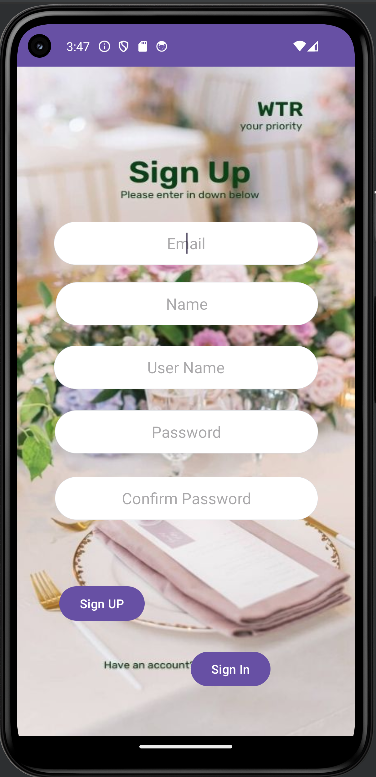 3:47
WTR
your priority
Sign Up
Please enter in down below
Email
Name
User Name
Password
Confirm Password
Sign UP
Have an account?
Sign In